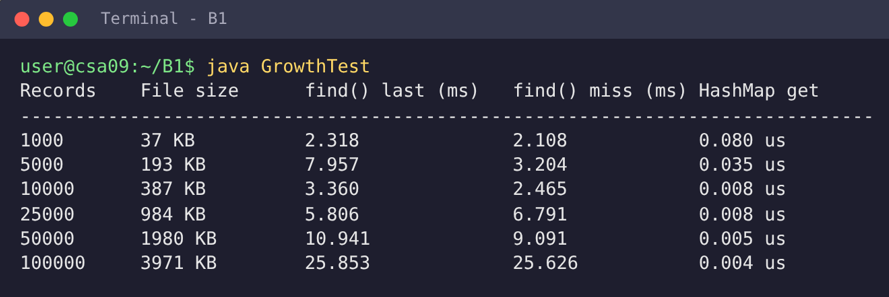 Terminal - B1
user@csa09:~/B1$ java GrowthTest
Records File size find() last (ms) find() miss (ms) HashMap get
------------------------------------------------------------------------------
1000 37 KB 2.318 2.108 0.080 us
5000 193 KB 7.957 3.204 0.035 us
10000 387 KB 3.360 2.465 0.008 us
25000 984 KB 5.806 6.791 0.008 us
50000 1980 KB 10.941 9.091 0.005 us
100000 3971 KB 25.853 25.626 0.004 us